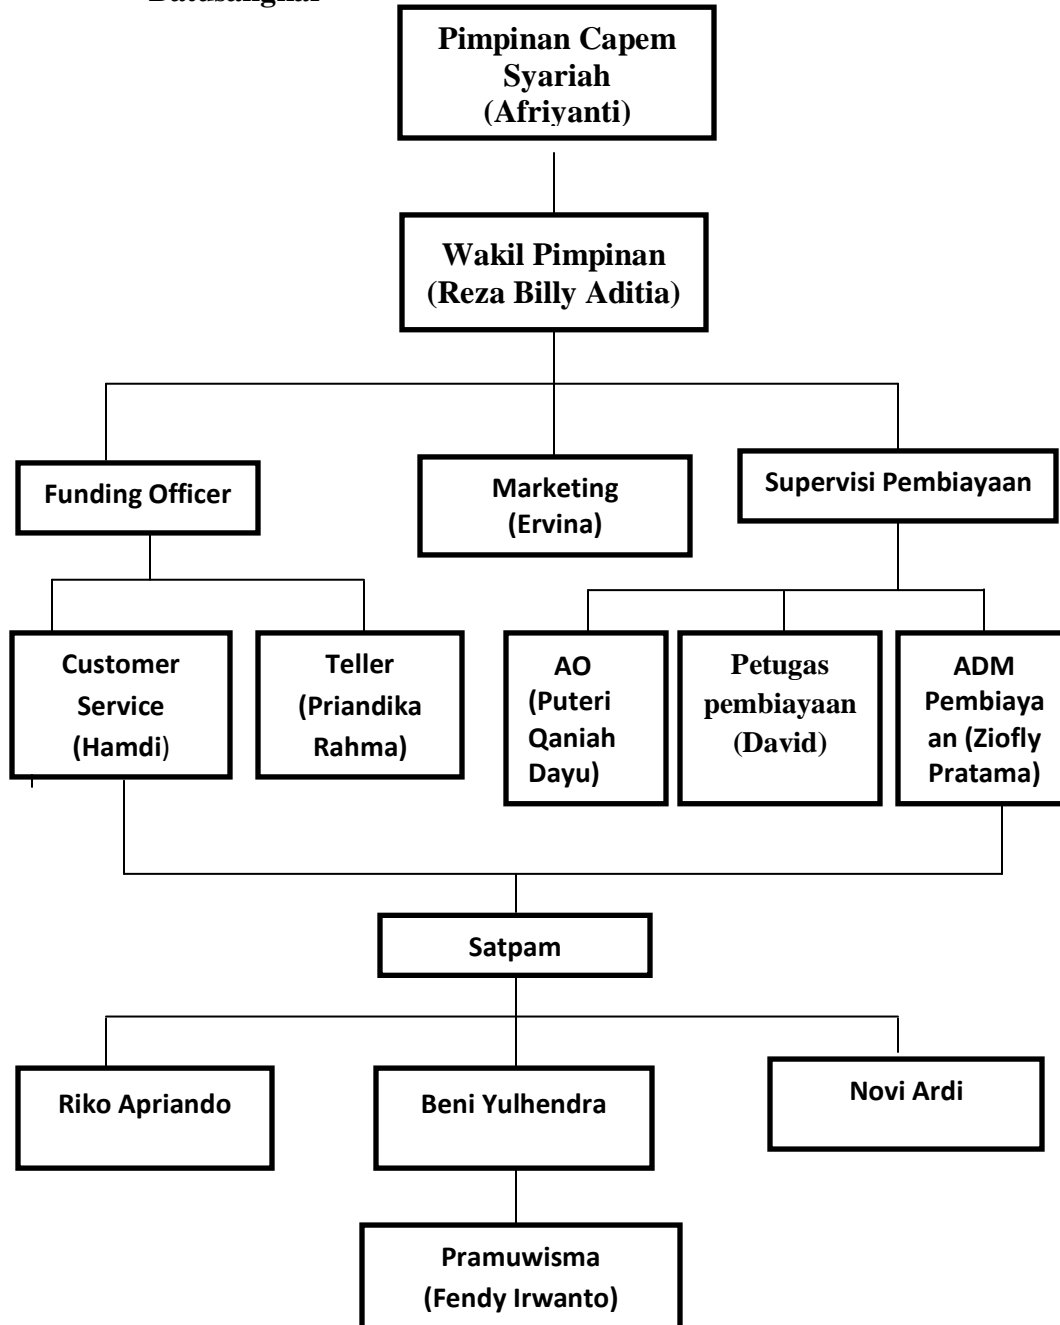 Batusangkar
Pimpinan Capem
Syariah
(Afriyanti)
Wakil Pimpinan
(Reza Billy Aditia)
Funding Officer
Marketing
(Ervina)
Supervisi Pembiayaan
Customer
Service
(Hamdi)
Teller
(Priandika
Rahma)
AO
(Puteri
Qaniah
Dayu)
Petugas
pembiayaan
(David)
ADM
Pembiaya
an (Ziofly
Pratama)
Satpam
Riko Apriando
Beni Yulhendra
Novi Ardi
Pramuwisma
(Fendy Irwanto)